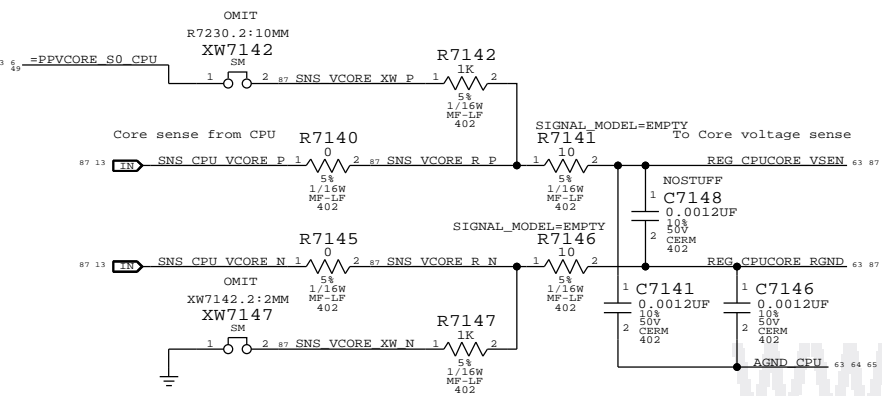 OMIT
R7230.2:10MM
XW7142
SM
49 =PPVCORE_S0_CPU
1 2 87 SNS_VCORE_XW_P
R7142
1 1K 2
5%
1/16W
MF-LF
402
Core sense from CPU
87 13 IN SNS_CPU_VCORE_P
R7140
1 0 2
5%
1/16W
MF-LF
402
87 SNS_VCORE_R_P
SIGNAL_MODEL=EMPTY
R7141
1 10 2
5%
1/16W
MF-LF
402
To Core voltage sense
REG_CPUCORE_VSEN 63 87
NOSTUFF
1 C7148
0.0012UF
10%
50V
2 CERM
402
87 13 IN SNS_CPU_VCORE_N
R7145
1 0 2
5%
1/16W
MF-LF
402
87 SNS_VCORE_R_N
SIGNAL_MODEL=EMPTY
R7146
1 10 2
5%
1/16W
MF-LF
402
REG_CPUCORE_RGND 63 87
OMIT
XW7142.2:2MM
XW7147
SM
1 2 87 SNS_VCORE_XW_N
R7147
1 1K 2
5%
1/16W
MF-LF
402
1 C7141
0.0012UF
10%
50V
2 CERM
402
1 C7146
0.0012UF
10%
50V
2 CERM
402
AGND_CPU 63 64 65